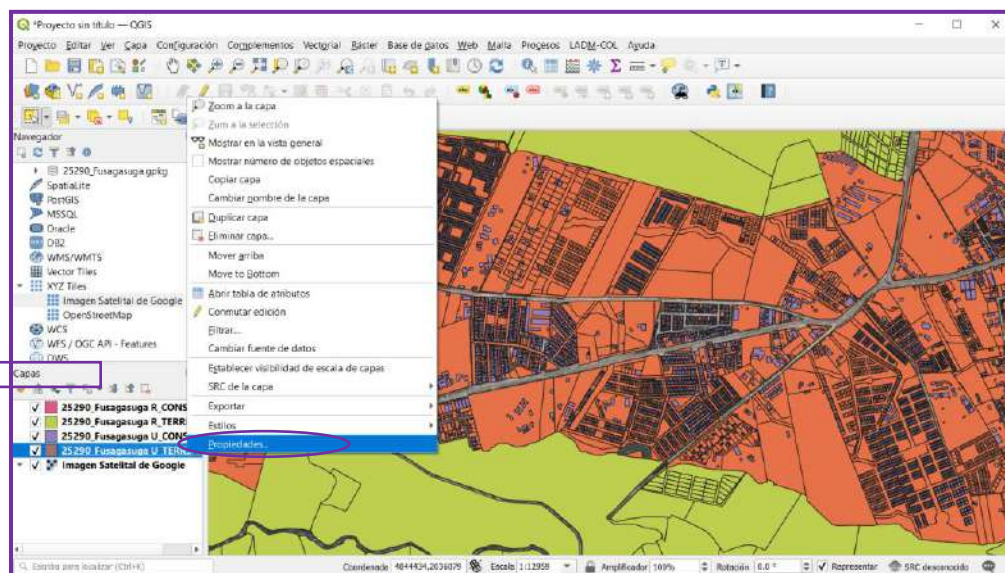 *Proyecto sin título — QGIS
Proyecto Editar Ver Capa Configuración Complementos Vectorial Ráster Base de datos Web Malla Procesos LADM-COL Ayuda
Navegador
25290_Fusagasuga.gpkg
SpatiaLite
PostGIS
MSSQL
Oracle
DB2
WMS/WMTS
Vector Tiles
XYZ Tiles
Imagen Satelital de Google
OpenStreetMap
WCS
WFS / OGC API - Features
OWS
Zoom a la capa
Zum a la selección
Mostrar en la vista general
Mostrar número de objetos espaciales
Copiar capa
Cambiar nombre de la capa
Duplicar capa
Eliminar capa...
Mover arriba
Move to Bottom
Abrir tabla de atributos
Conmutar edición
Filtrar...
Cambiar fuente de datos
Establecer visibilidad de escala de capas
SRC de la capa
Exportar
Estilos
Propiedades...
Capas
25290_Fusagasuga R_CONS
25290_Fusagasuga R_TERR
25290_Fusagasuga U_CONS
25290_Fusagasuga U_TERR
Imagen Satelital de Google
Escriba para localizar (Ctrl+K)
Coordenada 4844434,2036079 Escala 1:12959 Amplificador 100% Rotación 0.0 ° Representar SRC desconocido